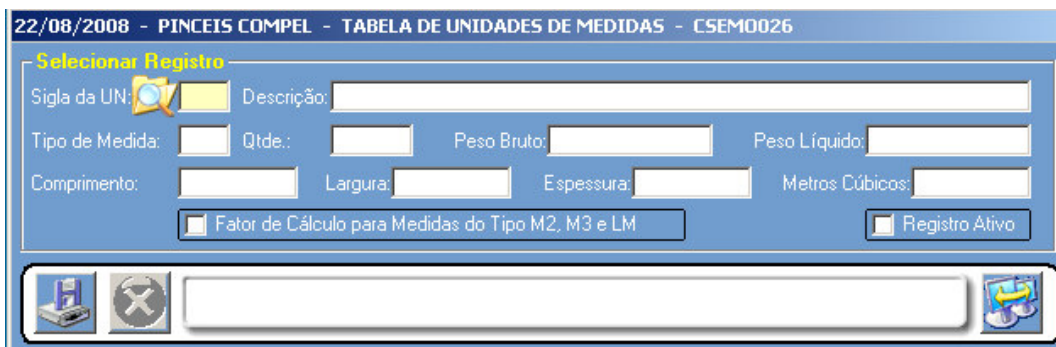 22/08/2008 - PINCEIS COMPEL - TABELA DE UNIDADES DE MEDIDAS - CSEM0026
Selecionar Registro
Sigla da UN: Descrição:
Tipo de Medida: Qtde.: Peso Bruto: Peso Líquido:
Comprimento: Largura: Espessura: Metros Cúbicos:
Fator de Cálculo para Medidas do Tipo M2, M3 e LM Registro Ativo